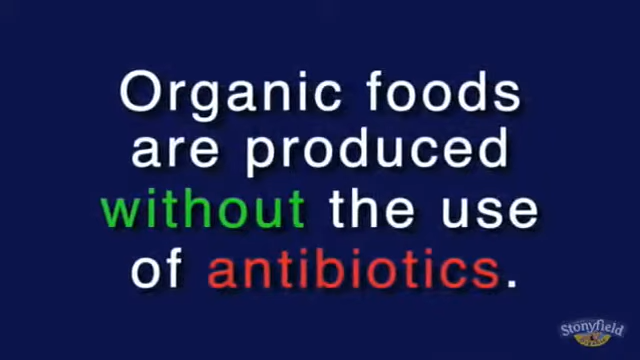 Organic foods
are produced
without the use
of antibiotics.
Stonyfield